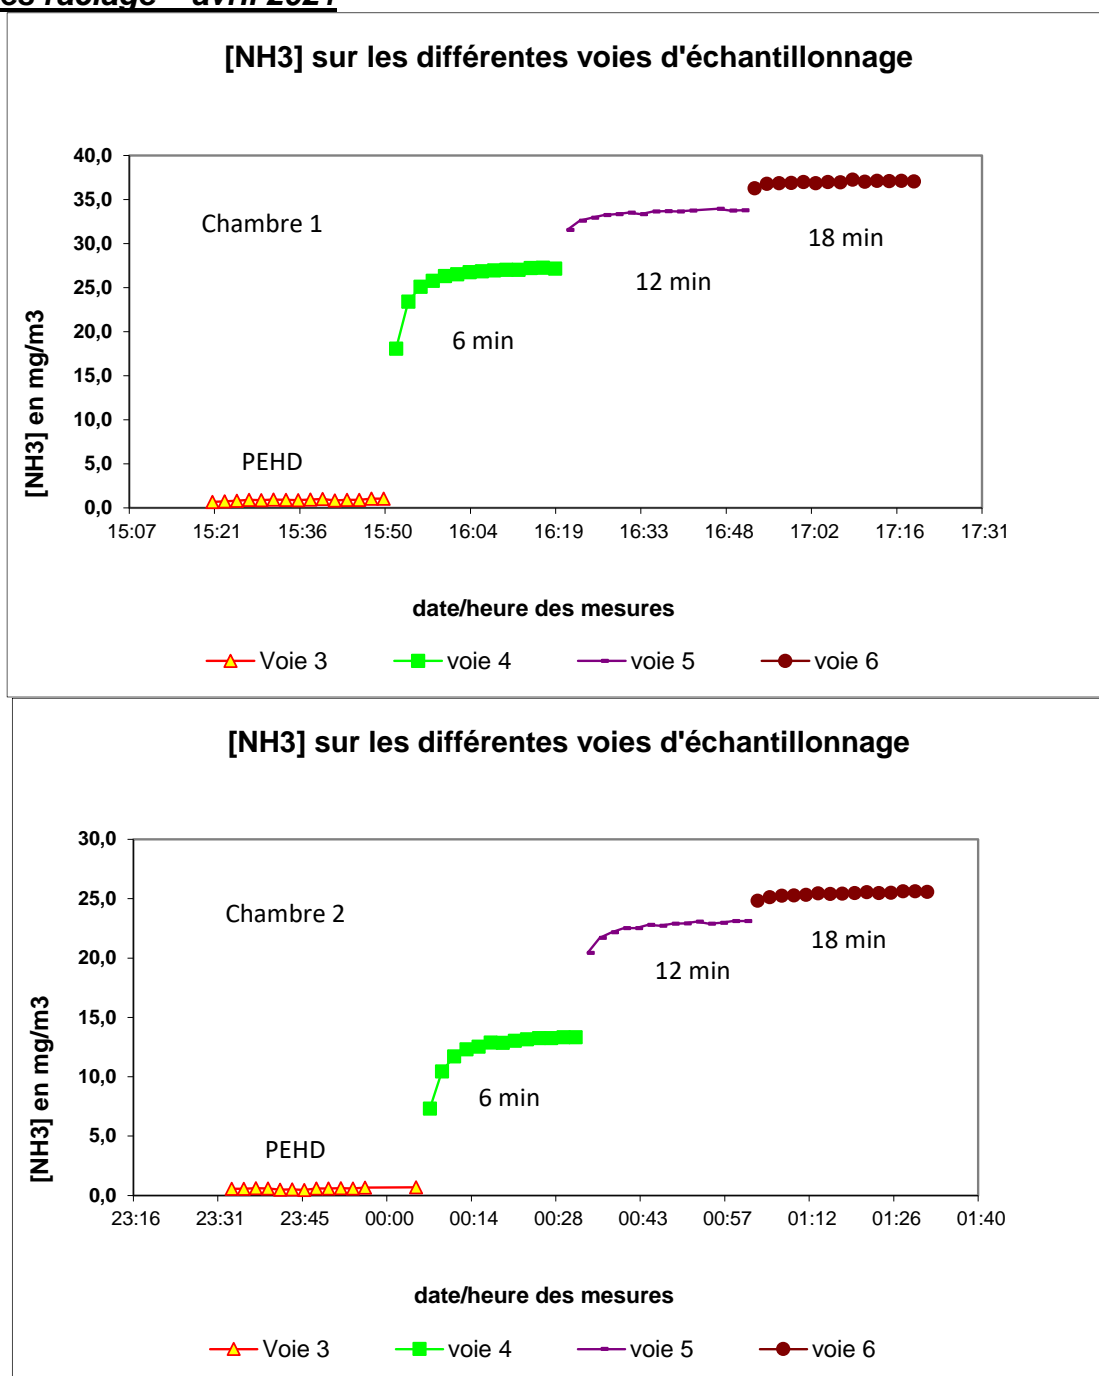 avril 2021
[NH3] sur les différentes voies d'échantillonnage
[NH3] en mg/m3
40,0
35,0
30,0
25,0
20,0
15,0
10,0
5,0
0,0
Chambre 1
PEHD
6 min
12 min
18 min
15:07 15:21 15:36 15:50 16:04 16:19 16:33 16:48 17:02 17:16 17:31
date/heure des mesures
Voie 3 voie 4 voie 5 voie 6
[NH3] sur les différentes voies d'échantillonnage
[NH3] en mg/m3
30,0
25,0
20,0
15,0
10,0
5,0
0,0
Chambre 2
PEHD
6 min
12 min
18 min
23:16 23:31 23:45 00:00 00:14 00:28 00:43 00:57 01:12 01:26 01:40
date/heure des mesures
Voie 3 voie 4 voie 5 voie 6